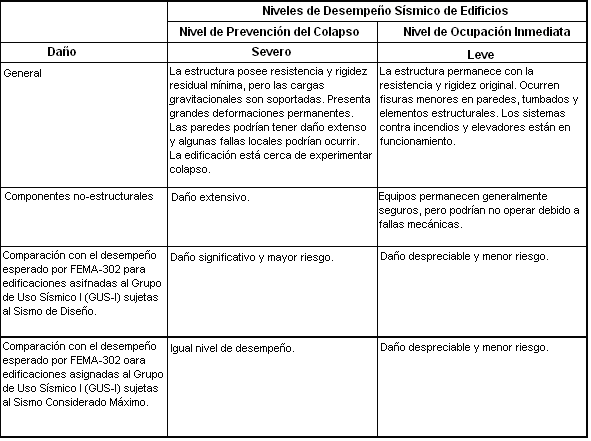 Niveles de Desempeño Sísmico de Edificios
Nivel de Prevención del Colapso
Nivel de Ocupación Inmediata
Daño
Severo
Leve
General
La estructura posee resistencia y rigidez
residual mínima, pero las cargas
gravitacionales son soportadas. Presenta
grandes deformaciones permanentes.
Las paredes podrían tener daño extenso
y algunas fallas locales podrían ocurrir.
La edificación está cerca de experimentar
colapso.
La estructura permanece con la
resistencia y rigidez original. Ocurren
fisuras menores en paredes, tumbados y
elementos estructurales. Los sistemas
contra incendios y elevadores están en
funcionamiento.
Componentes no-estructurales
Daño extensivo.
Equipos permanecen generalmente
seguros, pero podrían no operar debido a
fallas mecánicas.
Comparación con el desempeño
esperado por FEMA-302 para
edificaciones asifnadas al Grupo
de Uso Sísmico I (GUS-I) sujetas
al Sismo de Diseño.
Daño significativo y mayor riesgo.
Daño despreciable y menor riesgo.
Comparación con el desempeño
esperado por FEMA-302 oara
edificaciones asignadas al Grupo
de Uso Sísmico I (GUS-I) sujetas
al Sismo Considerado Máximo.
Igual nivel de desempeño.
Daño despreciable y menor riesgo.